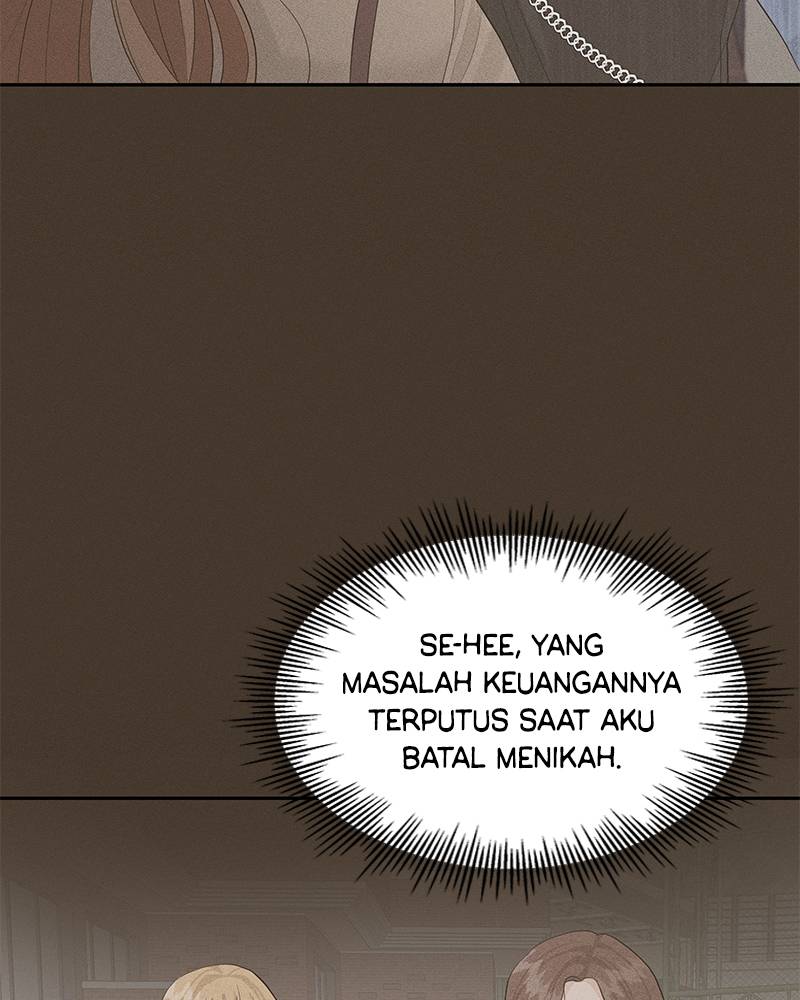 SE-HEE, YANG
MASALAH KEUANGANNYA
TERPUTUS SAAT AKU
BATAL MENIKAH.